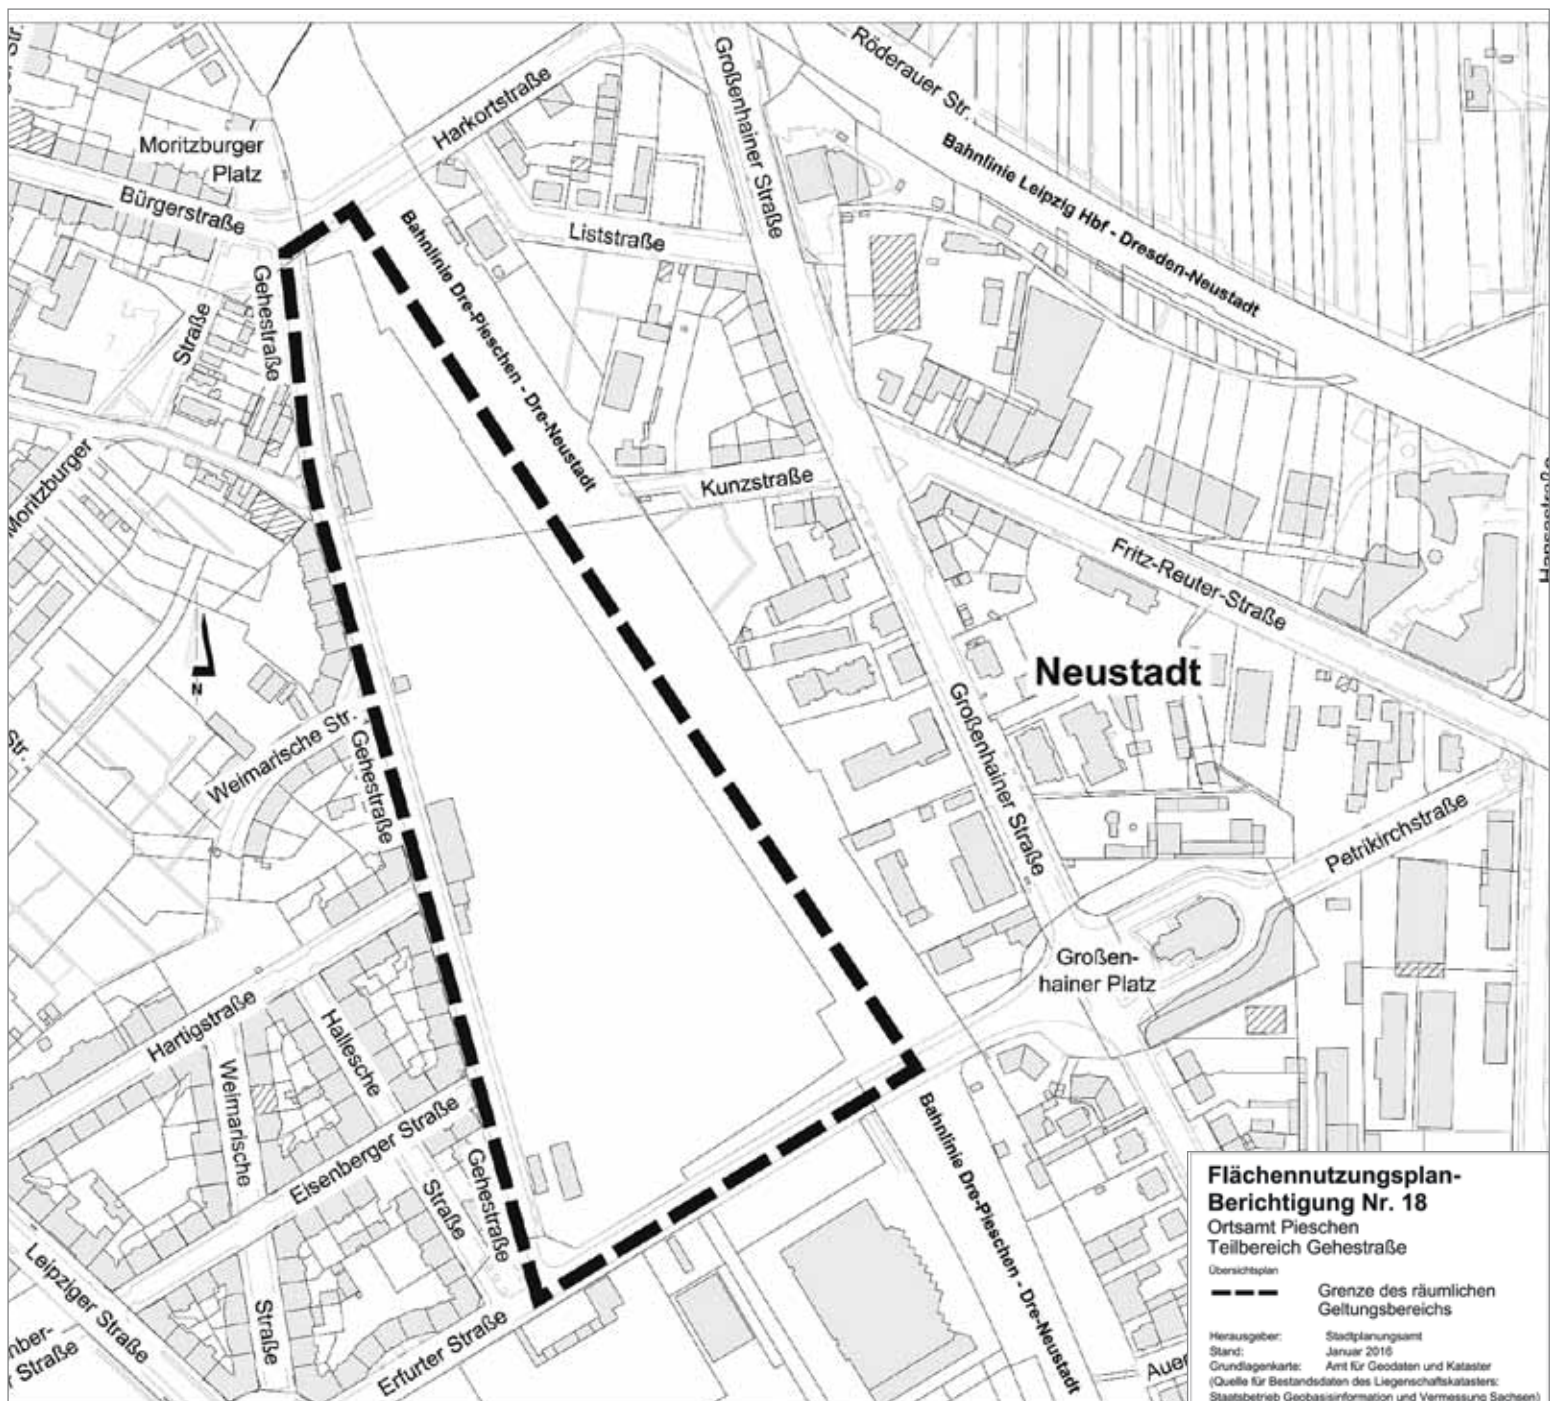 Röderauer Str.
Großenhainer Straße
Harkortstraße
Moritzburger
Platz
Bahnlinie Leipzig Hbf - Dresden-Neustadt
Bürgerstraße
Liststraße
Bahnlinie Dre-Pieschen - Dre-Neustadt
Gehestraße
Straße
Moritzburger
Kunzstraße
Hansastraße
Fritz-Reuter-Straße
Neustadt
N
Weimarische Str.
Str.
Gehestraße
Großenhainer Straße
Petrikirchstraße
Großen-
hainer Platz
Hartigstraße
Hallesche
Weimarische
Eisenberger Straße
Straße
Gehestraße
Bahnlinie Dre-Pieschen - Dre-Neustadt
Leipziger Straße
Straße
Erfurter Straße
Straße
Flächennutzungsplan-
Berichtigung Nr. 18
Ortsamt Pieschen
Teilbereich Gehestraße
Übersichtsplan
Grenze des räumlichen
Geltungsbereichs
Herausgeber: Stadtplanungsamt
Stand: Januar 2016
Grundlagenkarte: Amt für Geodaten und Kataster
(Quelle für Bestandsdaten des Liegenschaftskatasters:
Staatsbetrieb Geobasisinformation und Vermessung Sachsen)